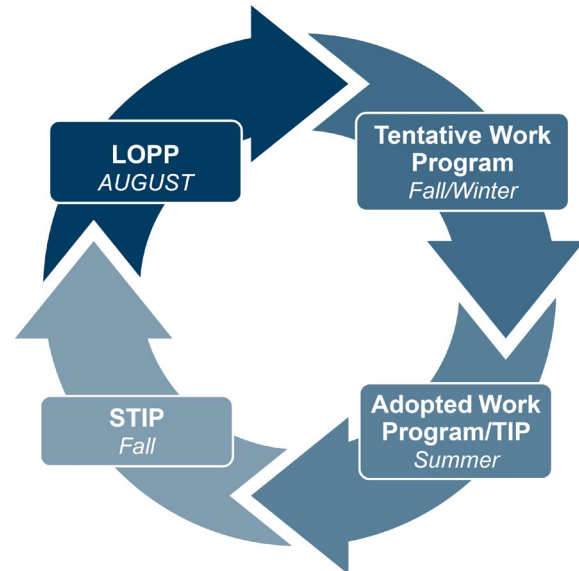 LOPP
AUGUST
Tentative Work
Program
Fall/Winter
Adopted Work
Program/TIP
Summer
STIP
Fall